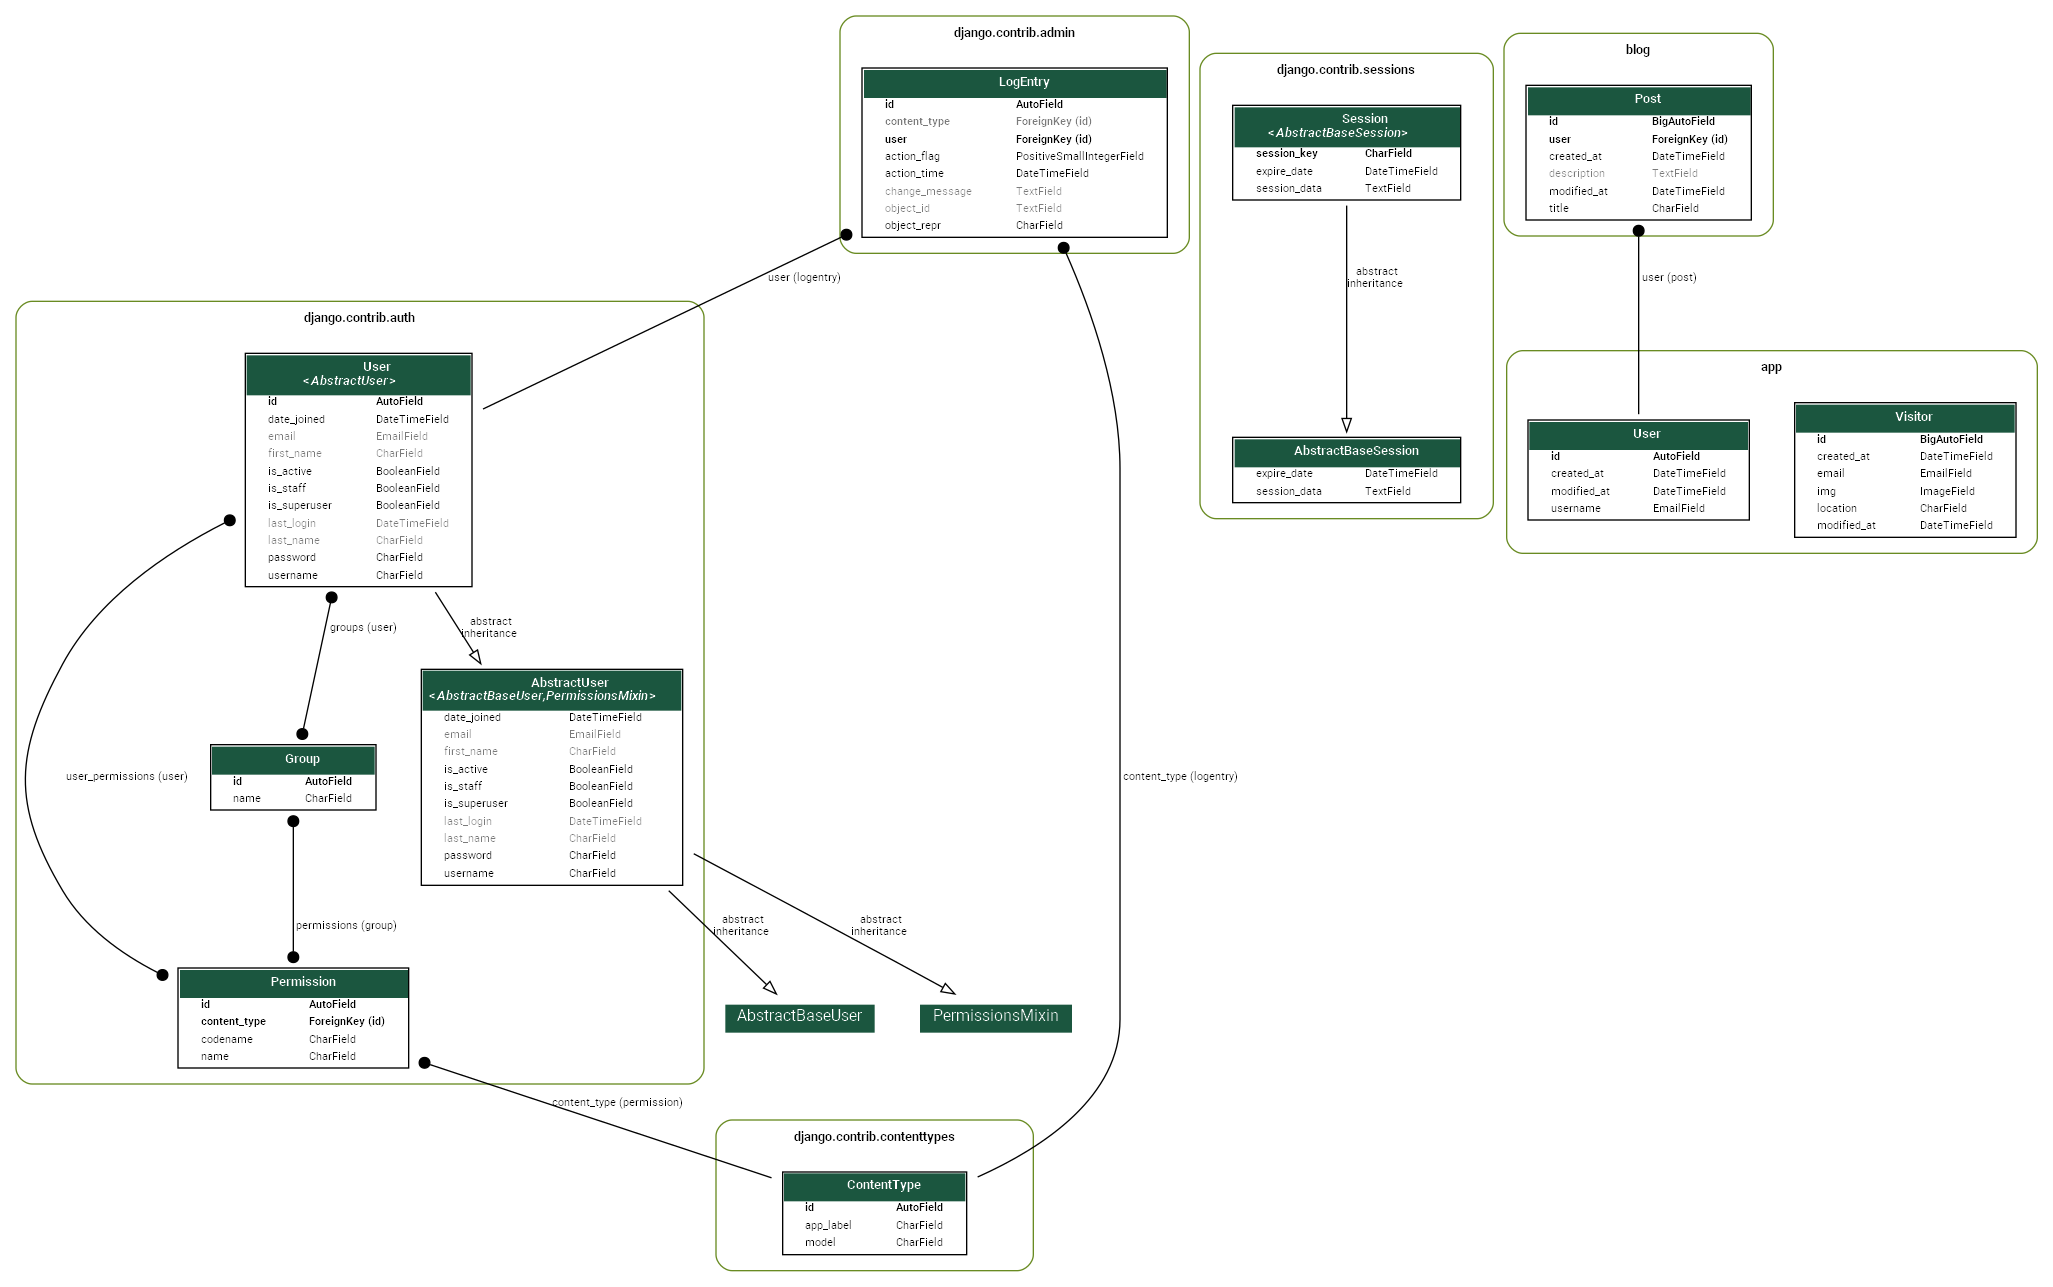 django.contrib.admin
LogEntry
id AutoField
content_type ForeignKey (id)
user ForeignKey (id)
action_flag PositiveSmallIntegerField
action_time DateTimeField
change_message TextField
object_id TextField
object_repr CharField
django.contrib.sessions
Session
<AbstractBaseSession>
session_key CharField
expire_date DateTimeField
session_data TextField
abstract
inheritance
AbstractBaseSession
expire_date DateTimeField
session_data TextField
blog
Post
id BigAutoField
user ForeignKey (id)
created_at DateTimeField
description TextField
modified_at DateTimeField
title CharField
user (post)
app
User
id AutoField
created_at DateTimeField
modified_at DateTimeField
username EmailField
Visitor
id BigAutoField
created_at DateTimeField
email EmailField
img ImageField
location CharField
modified_at DateTimeField
user (logentry)
django.contrib.auth
User
<AbstractUser>
id AutoField
date_joined DateTimeField
email EmailField
first_name CharField
is_active BooleanField
is_staff BooleanField
is_superuser BooleanField
last_login DateTimeField
last_name CharField
password CharField
username CharField
groups (user)
abstract
inheritance
AbstractUser
<AbstractBaseUser,PermissionsMixin>
date_joined DateTimeField
email EmailField
first_name CharField
is_active BooleanField
is_staff BooleanField
is_superuser BooleanField
last_login DateTimeField
last_name CharField
password CharField
username CharField
Group
id AutoField
name CharField
user_permissions (user)
content_type (logentry)
permissions (group)
abstract
inheritance
abstract
inheritance
Permission
id AutoField
content_type ForeignKey (id)
codename CharField
name CharField
AbstractBaseUser
PermissionsMixin
content_type (permission)
django.contrib.contenttypes
ContentType
id AutoField
app_label CharField
model CharField